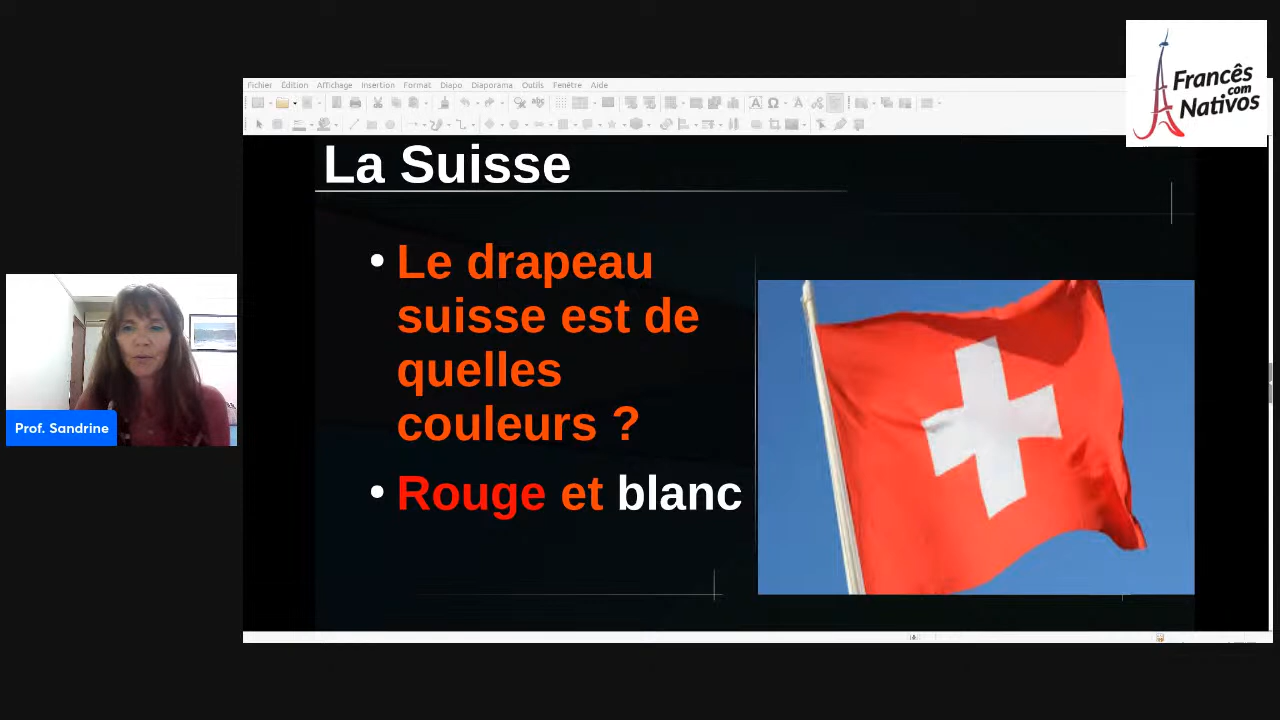 Francês
com
Nativos
Fichier Édition Affichage Insertion Format Diapo Diaporama Outils Fenêtre Aide
La Suisse
• Le drapeau
suisse est de
quelles
couleurs ?
• Rouge et blanc
Prof. Sandrine